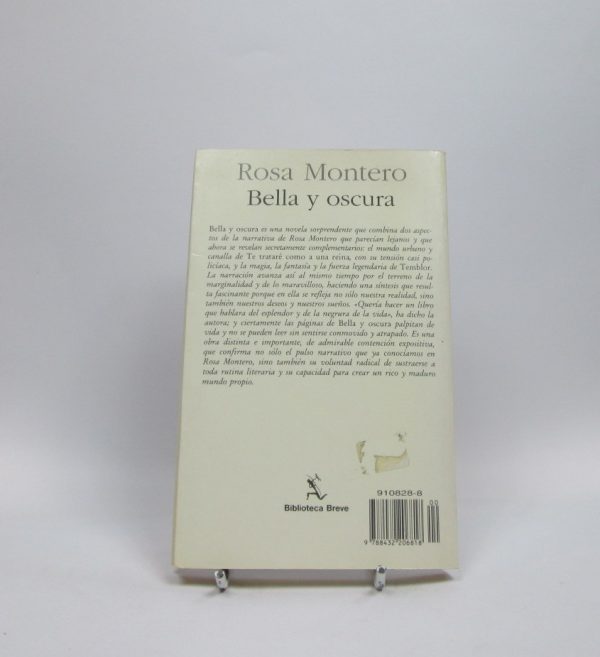 Rosa Montero
Bella y oscura
Bella y oscura es una novela sorprendente que combina dos aspec-
tos de la narrativa de Rosa Montero que parecían lejanos y que
ahora se revelan secretamente complementarios: el mundo urbano y
canalla de Te trataré como a una reina, con su tensión casi po-
licíaca, y la magia, la fantasía y la fuerza legendaria de Temblor.
La narración avanza así al mismo tiempo por el terreno de la
marginalidad y de lo maravilloso, haciendo una síntesis que resul-
ta fascinante porque en ella se refleja no sólo nuestra realidad, sino
también nuestros deseos y nuestros sueños. «Quería hacer un libro
que hablara del esplendor y de la negrura de la vida», ha dicho la
autora; y ciertamente las páginas de Bella y oscura palpitan de
vida y no se pueden leer sin sentirse conmovido y atrapado. Es una
obra distinta e importante, de admirable contención expositiva,
que confirma no sólo el pulso narrativo que ya conocíamos en
Rosa Montero, sino también su voluntad radical de sustraerse a
toda rutina literaria y su capacidad para crear un rico y maduro
mundo propio.
Biblioteca Breve
910828-8
00
9 788432 206818